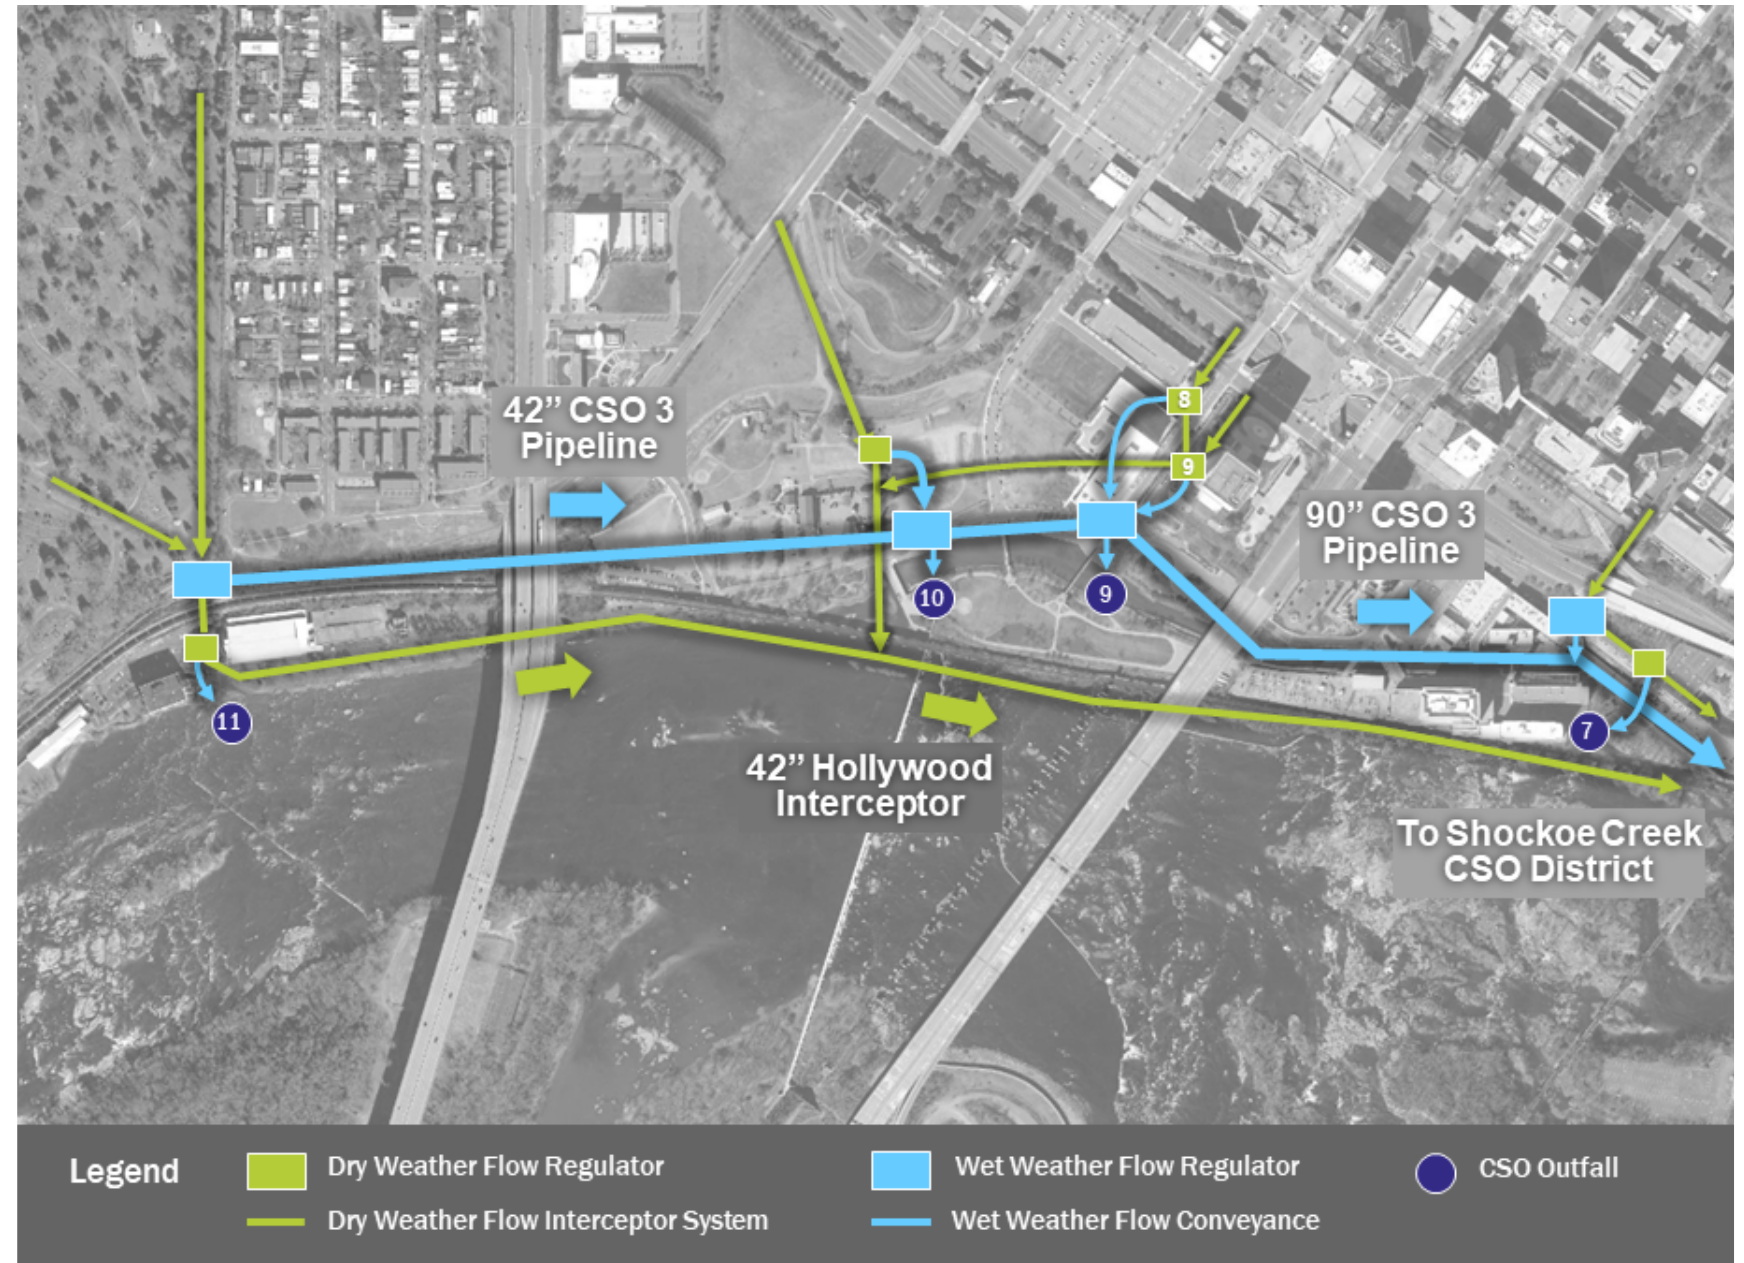 42” CSO 3
Pipeline
8
9
90” CSO 3
Pipeline
10
9
11
7
42” Hollywood
Interceptor
To Shockoe Creek
CSO District
Legend
Dry Weather Flow Regulator
Wet Weather Flow Regulator
CSO Outfall
Dry Weather Flow Interceptor System
Wet Weather Flow Conveyance